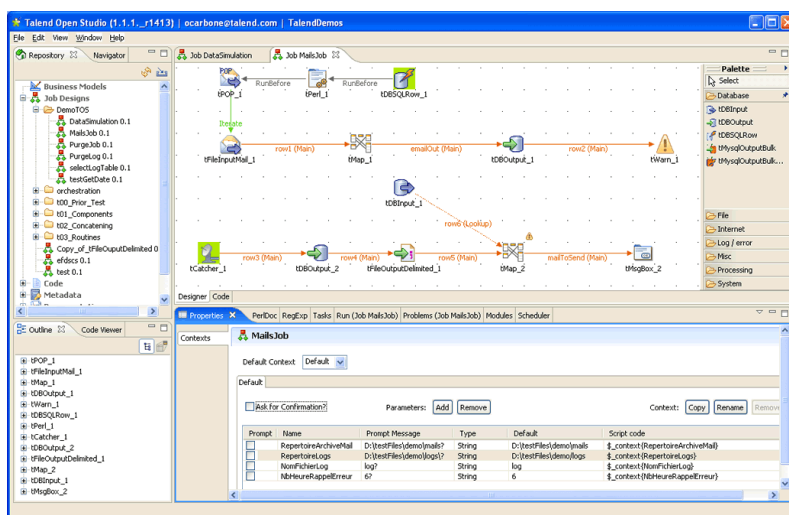 Talend Open Studio (1.1.1._r1413) | ocarbone@talend.com | TalendDemos
File Edit View Window Help
Repository Navigator
Business Models
Job Designs
DemoTOS
DataSimulation 0.1
MailsJob 0.1
PurgeJob 0.1
PurgeLog 0.1
selectLogTable 0.1
testGetDate 0.1
orchestration
t00_Prior_Test
t01_Components
t02_Concatening
t03_Routines
Copy_of_tFileOuputDelimited 0
efdscs 0.1
test 0.1
Code
Metadata
Job DataSimulation Job MailsJob
POP
tPOP_1 RunBefore tPerl_1 RunBefore tDBSQLRow_1
Iterate
tFileInputMail_1 row1 (Main) tMap_1 emailOut (Main) tDBOutput_1 row2 (Main) tWarn_1
tDBInput_1
row6 (Lookup)
tCatcher_1 row3 (Main) tDBOutput_2 row4 (Main) tFileOutputDelimited_1 row5 (Main) tMap_2 mailToSend (Main) tMsgBox_2
Designer Code
Palette
Select
Database
tDBInput
tDBOutput
tDBSQLRow
tMysqlOutputBulk
tMysqlOutputBulk...
File
Internet
Log / error
Misc
Processing
System
Outline Code Viewer
tPOP_1
tFileInputMail_1
tMap_1
tDBOutput_1
tWarn_1
tDBSQLRow_1
tPerl_1
tCatcher_1
tDBOutput_2
tFileOutputDelimited_1
tMap_2
tDBInput_1
tMsgBox_2
Properties PerlDoc RegExp Tasks Run (Job MailsJob) Problems (Job MailsJob) Modules Scheduler
Contexts
MailsJob
Default Context Default
Default
Ask for Confirmation? Parameters: Add Remove Context: Copy Rename Remove
Prompt Name Prompt Message Type Default Script code
RepertoireArchiveMail D:\testFiles\demo\mails? String D:\testFiles\demo\mails $_context{RepertoireArchiveMail}
RepertoireLogs D:\testFiles\demo\logs\? String D:\testFiles\demo\logs $_context{RepertoireLogs}
NomFichierLog log? String log $_context{NomFichierLog}
NbHeureRappelErreur 6? String 6 $_context{NbHeureRappelErreur}